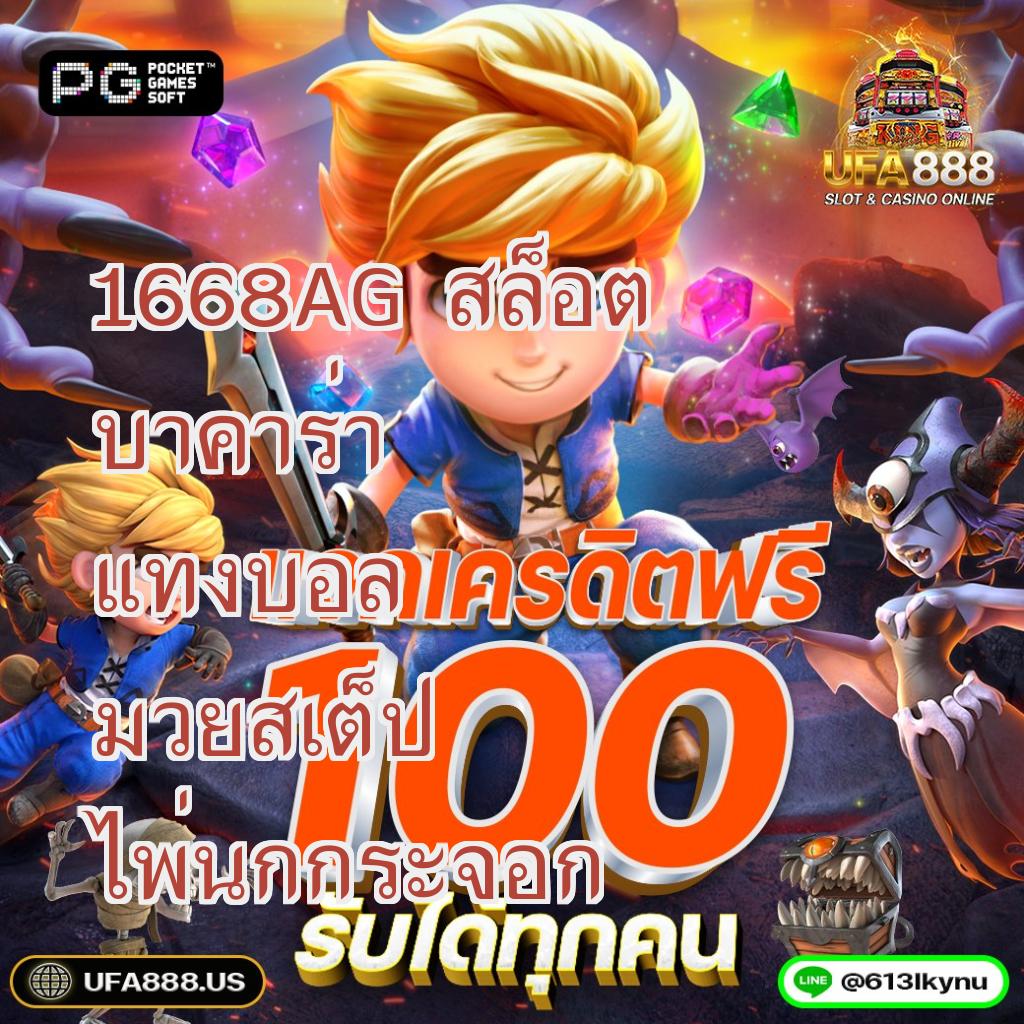 PG POCKET GAMES SOFT™
UFA888
SLOT & CASINO ONLINE
1668AG สล็อต
บาคาร่า
แทงบอล
เครดิตฟรี
มวยสเต็ป
100
ไพ่นกกระจอก
รับได้ทุกคน
UFA888.US
LINE @613lkynu